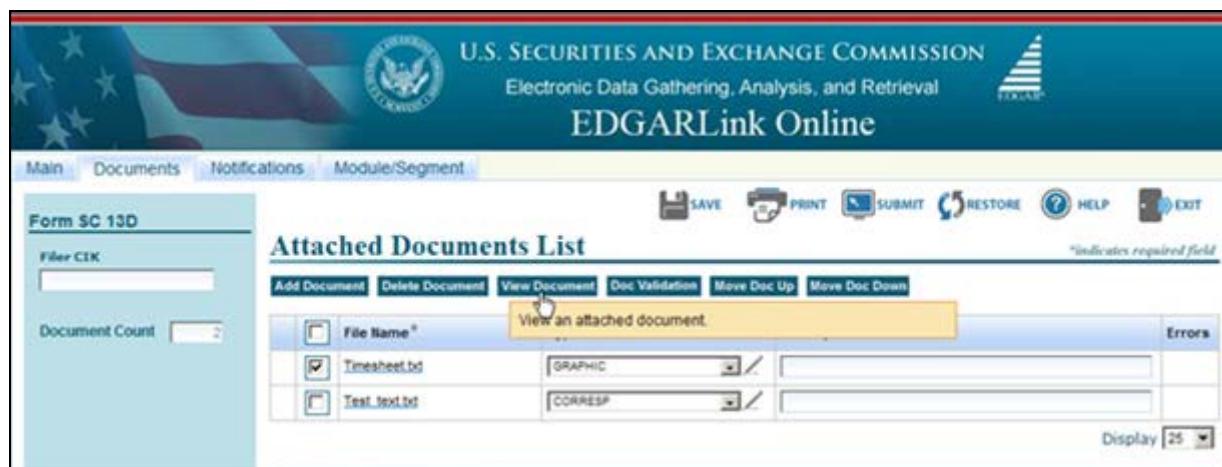 U.S. SECURITIES AND EXCHANGE COMMISSION
Electronic Data Gathering, Analysis, and Retrieval
EDGAR
EDGARLink Online
Main Documents Notifications Module/Segment
SAVE PRINT SUBMIT RESTORE HELP EXIT
Form SC 13D
Filer CIK
Document Count 2
Attached Documents List
*indicates required field
Add Document Delete Document View Document Doc Validation Move Doc Up Move Doc Down
View an attached document.
File Name* Errors
Timesheet.txt GRAPHIC
Test_text.txt CORRESP
Display 25